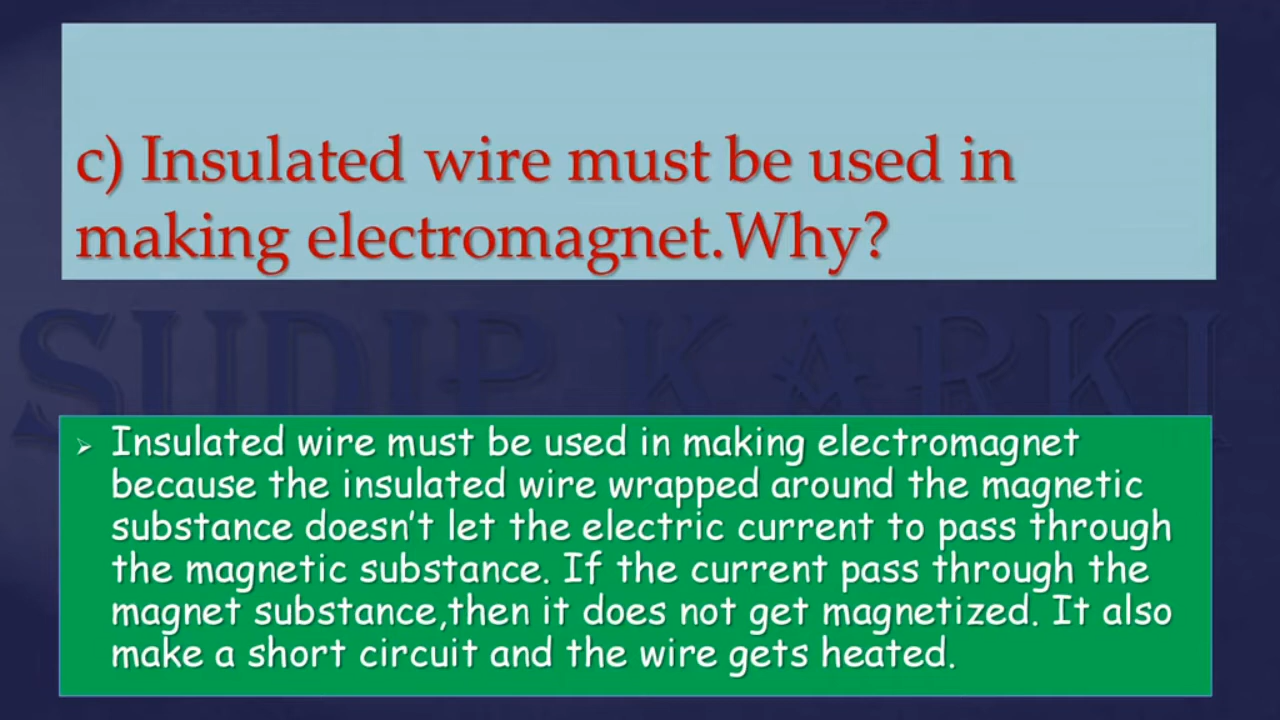 c) Insulated wire must be used in
making electromagnet.Why?
SUDIP KARKI
➢ Insulated wire must be used in making electromagnet
because the insulated wire wrapped around the magnetic
substance doesn’t let the electric current to pass through
the magnetic substance. If the current pass through the
magnet substance,then it does not get magnetized. It also
make a short circuit and the wire gets heated.